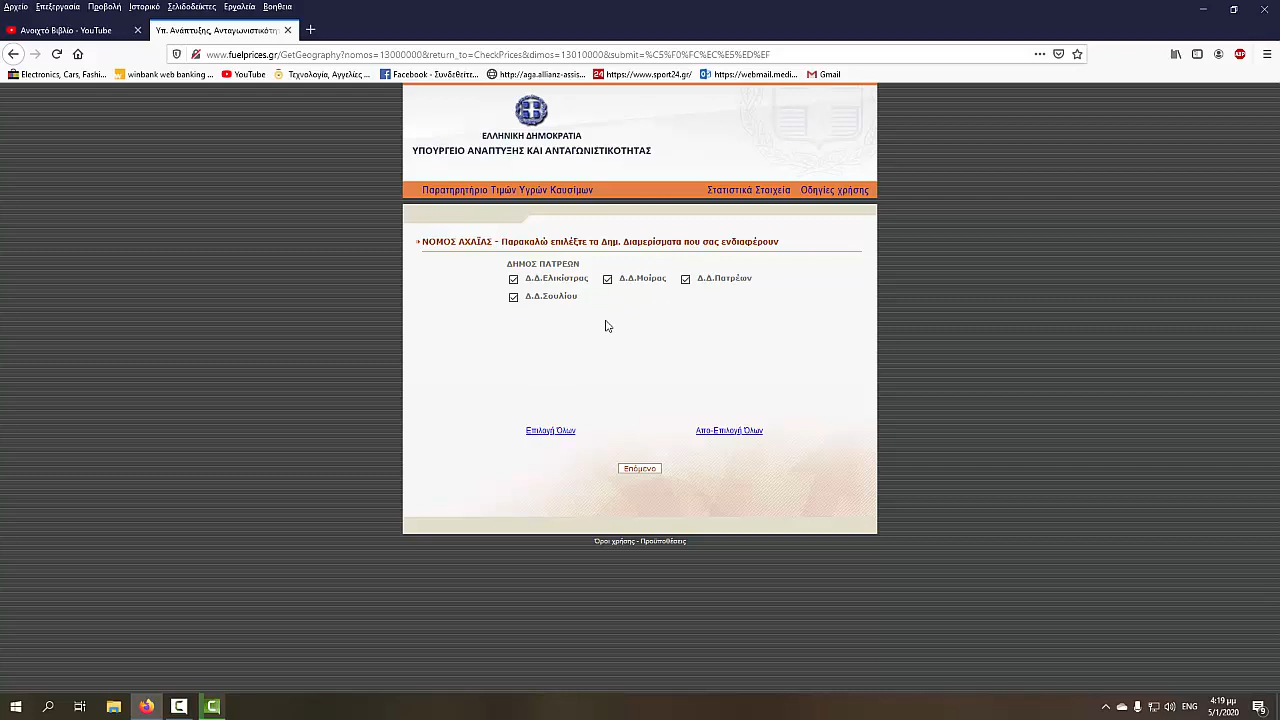 Αρχείο Επεξεργασία Προβολή Ιστορικό Σελιδοδείκτες Εργαλεία Βοήθεια
Ανοιχτό Βιβλίο - YouTube
Υπ. Ανάπτυξης, Ανταγωνιστικότητ
www.fuelprices.gr/GetGeography?nomos=13000000&return_to=CheckPrices&dimos=13010000&submit=%C5%F0%FC%EC%E5%ED%EF
ABP
Electronics, Cars, Fashi... winbank web banking ... YouTube Τεχνολογία, Αγγελίες ... Facebook - Συνδεθείτε... http://aga.allianz-assis... https://www.sport24.gr/ https://webmail.medi... Gmail
ΕΛΛΗΝΙΚΗ ΔΗΜΟΚΡΑΤΙΑ
ΥΠΟΥΡΓΕΙΟ ΑΝΑΠΤΥΞΗΣ ΚΑΙ ΑΝΤΑΓΩΝΙΣΤΙΚΟΤΗΤΑΣ
Παρατηρητήριο Τιμών Υγρών Καυσίμων Στατιστικά Στοιχεία Οδηγίες χρήσης
ΝΟΜΟΣ ΑΧΑΪΑΣ - Παρακαλώ επιλέξτε τα Δημ. Διαμερίσματα που σας ενδιαφέρουν
ΔΗΜΟΣ ΠΑΤΡΕΩΝ
Δ.Δ.Ελικίστρας Δ.Δ.Μοίρας Δ.Δ.Πατρέων
Δ.Δ.Σουλίου
Επιλογή Όλων Απο-Επιλογή Όλων
Επόμενο
Όροι χρήσης - Προϋποθέσεις
ENG
4:19 μμ
5/1/2020